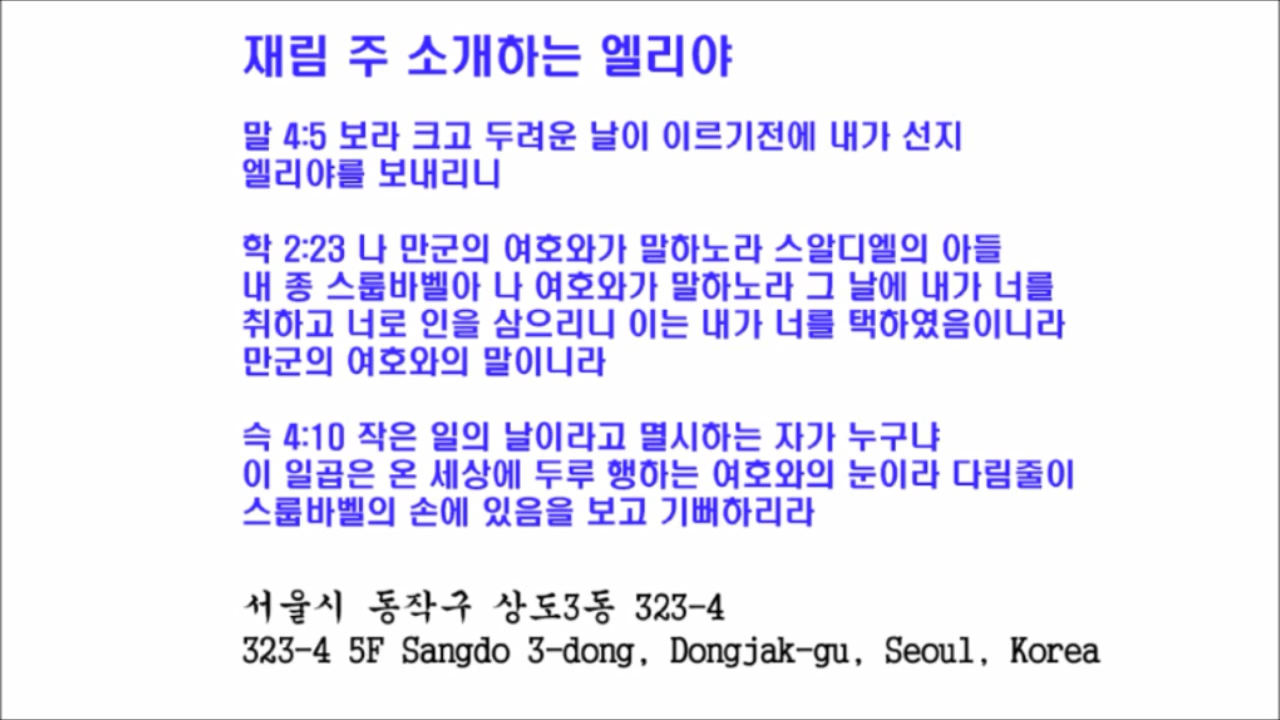 재림 주 소개하는 엘리야
말 4:5 보라 크고 두려운 날이 이르기전에 내가 선지
엘리야를 보내리니
학 2:23 나 만군의 여호와가 말하노라 스알디엘의 아들
내 종 스룹바벨아 나 여호와가 말하노라 그 날에 내가 너를
취하고 너로 인을 삼으리니 이는 내가 너를 택하였음이니라
만군의 여호와의 말이니라
슥 4:10 작은 일의 날이라고 멸시하는 자가 누구냐
이 일곱은 온 세상에 두루 행하는 여호와의 눈이라 다림줄이
스룹바벨의 손에 있음을 보고 기뻐하리라
서울시 동작구 상도3동 323-4
323-4 5F Sangdo 3-dong, Dongjak-gu, Seoul, Korea